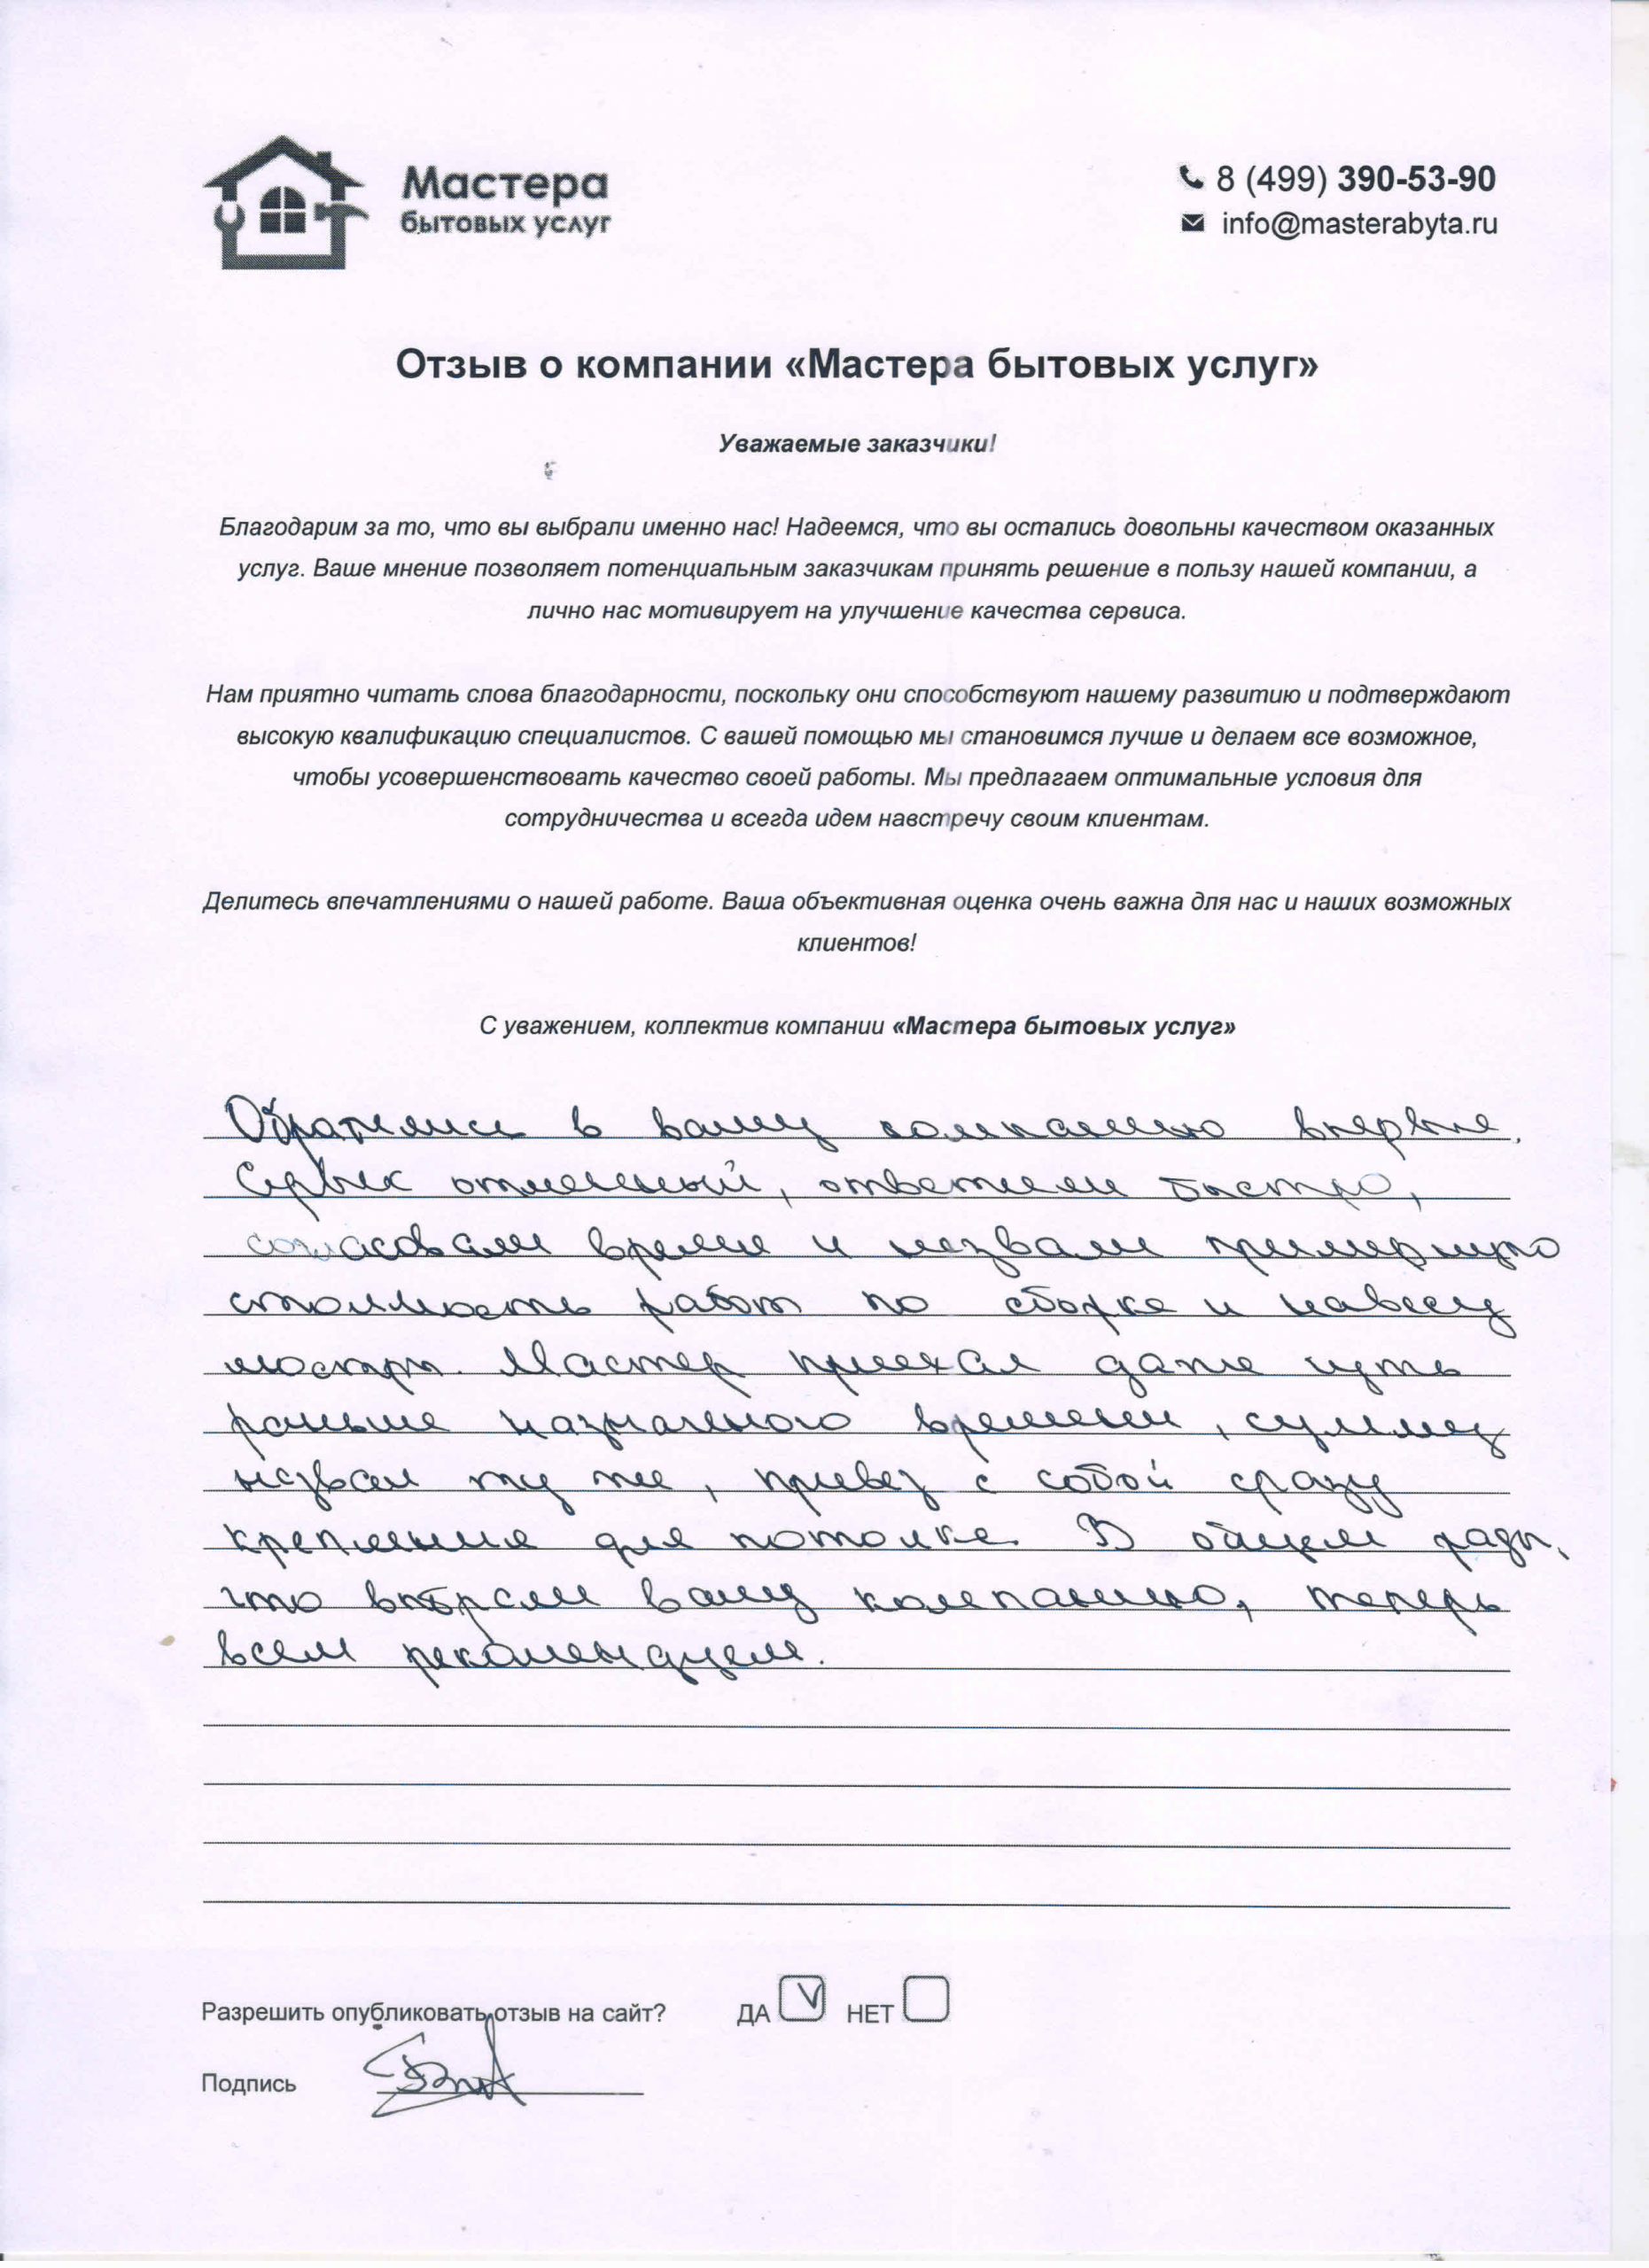 Мастера
бытовых услуг
8 (499) 390-53-90
info@masterabyta.ru
Отзыв о компании «Мастера бытовых услуг»
Уважаемые заказчики!
Благодарим за то, что вы выбрали именно нас! Надеемся, что вы остались довольны качеством оказанных
услуг. Ваше мнение позволяет потенциальным заказчикам принять решение в пользу нашей компании, а
лично нас мотивирует на улучшение качества сервиса.
Нам приятно читать слова благодарности, поскольку они способствуют нашему развитию и подтверждают
высокую квалификацию специалистов. С вашей помощью мы становимся лучше и делаем все возможное,
чтобы усовершенствовать качество своей работы. Мы предлагаем оптимальные условия для
сотрудничества и всегда идем навстречу своим клиентам.
Делитесь впечатлениями о нашей работе. Ваша объективная оценка очень важна для нас и наших возможных
клиентов!
С уважением, коллектив компании «Мастера бытовых услуг»
Обратились в вашу компанию впервые.
Сервис отменный, ответили быстро,
согласовали время и назвали примерную
стоимость работ по сборке и навесу
люстры. Мастер приехал даже чуть
раньше назначеного времени, сумму
назвал ту же, привез с собой сразу
крепления для потолка. В общем рады,
что выбрали вашу компанию, теперь
всем рекомендуем.
Разрешить опубликовать отзыв на сайт? ДА НЕТ
Подпись